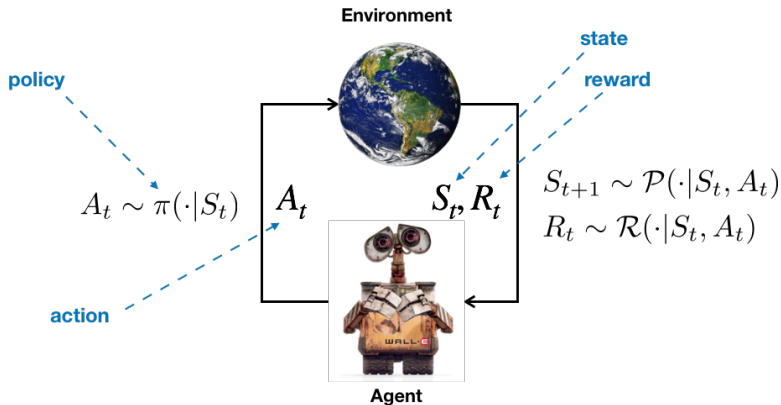 Environment
state
policy
reward
A_t ∼ π(·|S_t)
A_t
S_t, R_t
S_{t+1} ∼ 𝒫(·|S_t, A_t)
R_t ∼ ℛ(·|S_t, A_t)
action
WALL·E
Agent